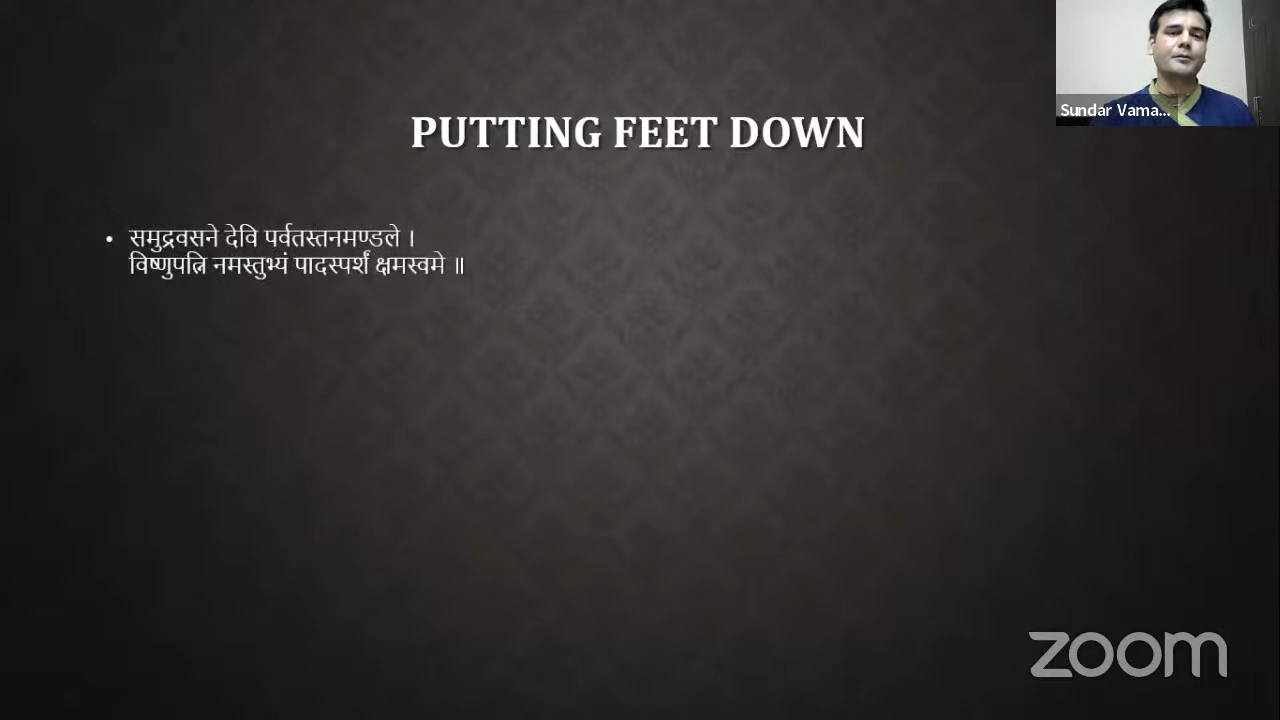 Sundar Vama...
PUTTING FEET DOWN
• समुद्रवसने देवि पर्वतस्तनमण्डले ।
विष्णुपत्नि नमस्तुभ्यं पादस्पर्शं क्षमस्वमे ॥
zoom